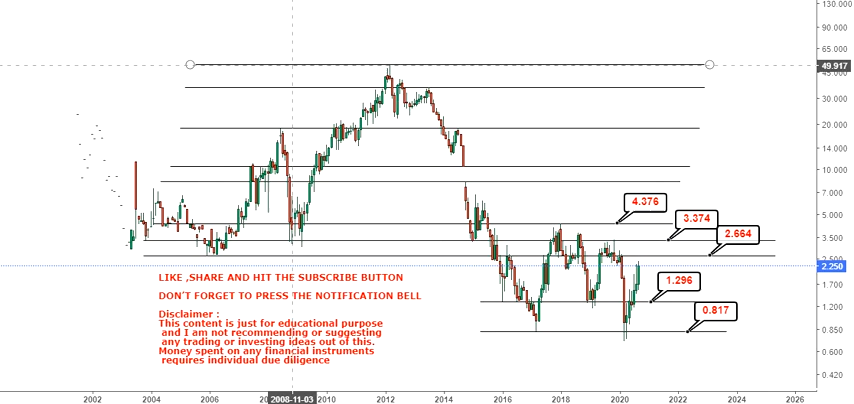 130.000
90.000
65.000
49.917
45.000
30.000
20.000
14.000
10.000
7.000
4.376
5.000
3.374
3.500
2.664
2.500
2.250
LIKE ,SHARE AND HIT THE SUBSCRIBE BUTTON
1.296
1.700
DON'T FORGET TO PRESS THE NOTIFICATION BELL
1.200
Disclaimer :
0.817
This content is just for educational purpose
and I am not recommending or suggesting
0.850
any trading or investing ideas out of this.
Money spent on any financial instruments
0.600
requires individual due diligence
0.420
2002 2004 2006 2008-11-03 2010 2012 2014 2016 2018 2020 2022 2024 2026